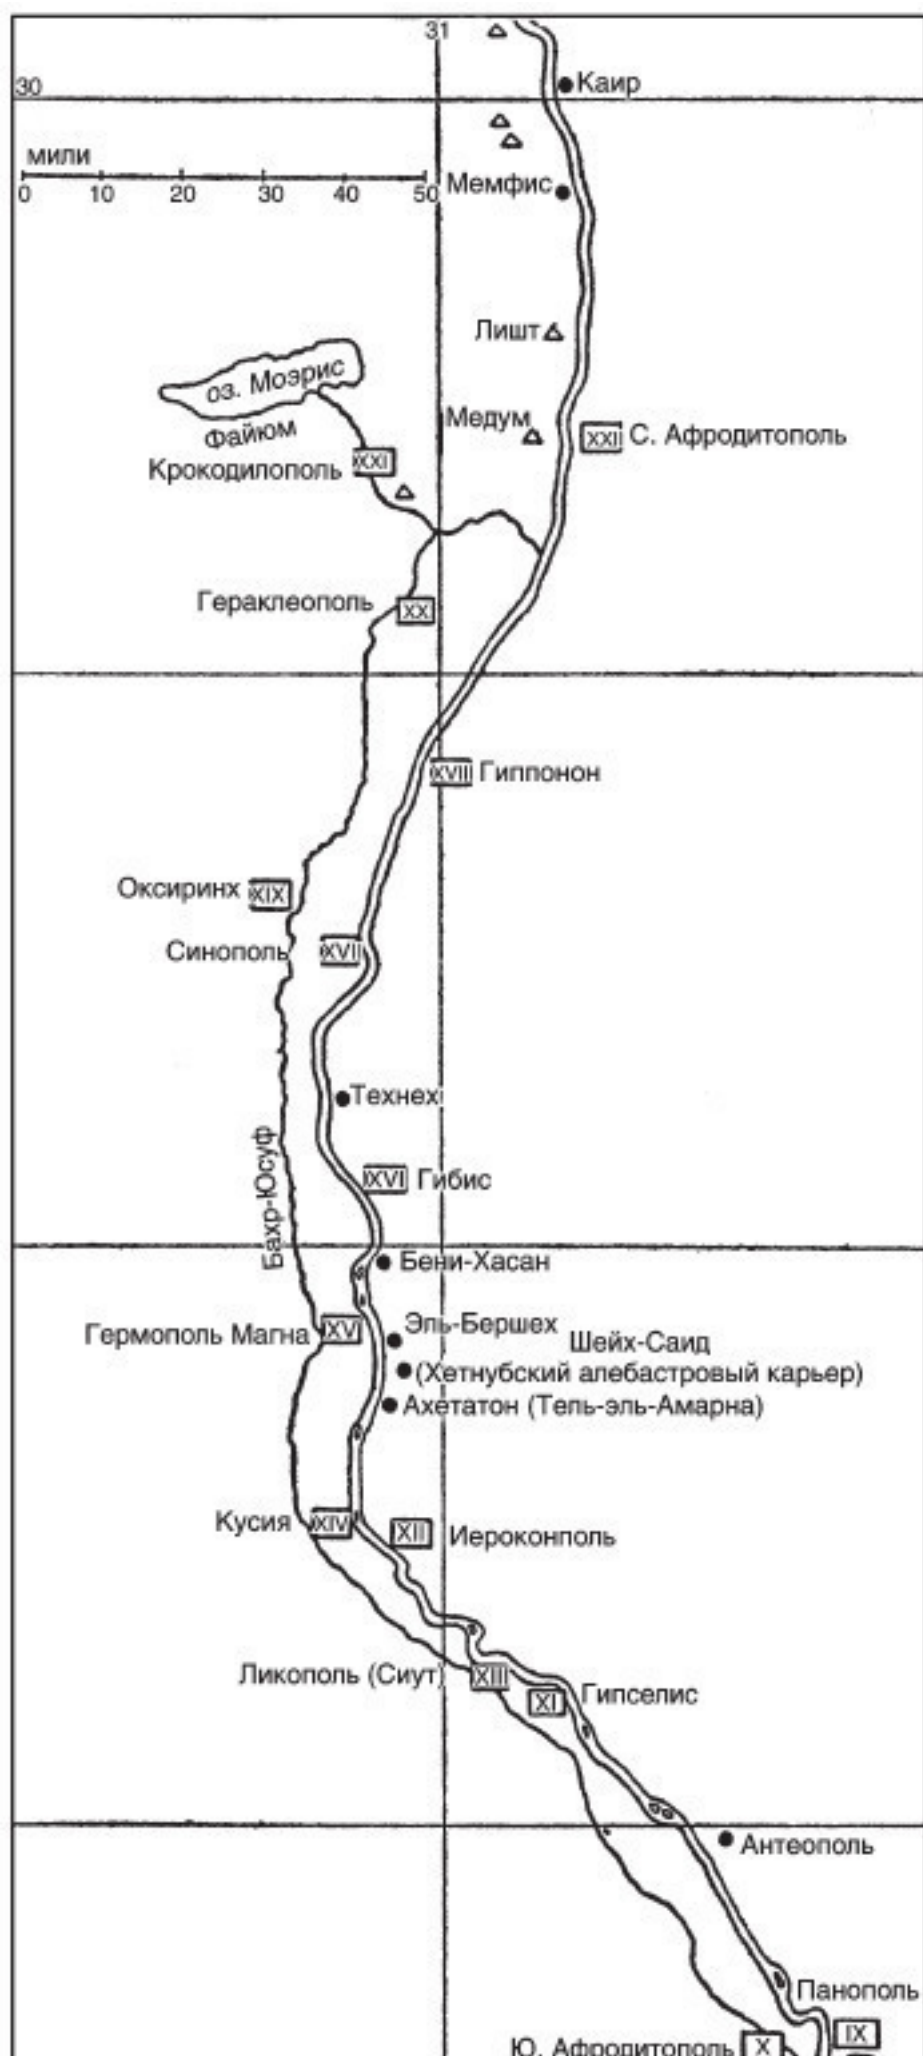 31
Каир
30
мили
0 10 20 30 40 50
Мемфис
Лишт
оз. Моэрис
Медум
Файюм
XXI С. Афродитополь
Крокодилополь XXI
Гераклеополь XX
XVII Гиппонон
Оксиринх XIX
Синополь XVII
Технех
Бахр-Юсуф
XVI Гибис
Бени-Хасан
Гермополь Магна XV
Эль-Бершех
Шейх-Саид
(Хетнубский алебастровый карьер)
Ахетатон (Тель-эль-Амарна)
Кусия XIV
XII Иероконполь
Ликополь (Сиут) XIII
XI Гипселис
Антеополь
Панополь
IX
Ю. Афродитополь X